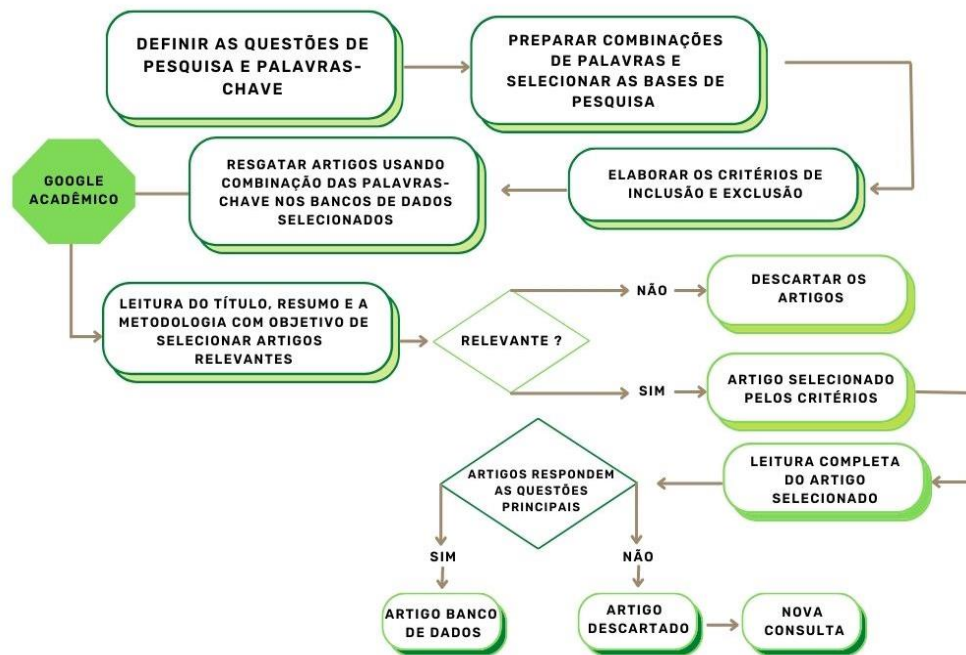 DEFINIR AS QUESTÕES DE
PESQUISA E PALAVRAS-
CHAVE
PREPARAR COMBINAÇÕES
DE PALAVRAS E
SELECIONAR AS BASES DE
PESQUISA
ELABORAR OS CRITÉRIOS DE
INCLUSÃO E EXCLUSÃO
RESGATAR ARTIGOS USANDO
COMBINAÇÃO DAS PALAVRAS-
CHAVE NOS BANCOS DE DADOS
SELECIONADOS
GOOGLE
ACADÊMICO
LEITURA DO TÍTULO, RESUMO E A
METODOLOGIA COM OBJETIVO DE
SELECIONAR ARTIGOS
RELEVANTES
RELEVANTE ?
NÃO
DESCARTAR OS
ARTIGOS
SIM
ARTIGO SELECIONADO
PELOS CRITÉRIOS
LEITURA COMPLETA
DO ARTIGO
SELECIONADO
ARTIGOS RESPONDEM
AS QUESTÕES
PRINCIPAIS
SIM
NÃO
ARTIGO BANCO
DE DADOS
ARTIGO
DESCARTADO
NOVA
CONSULTA